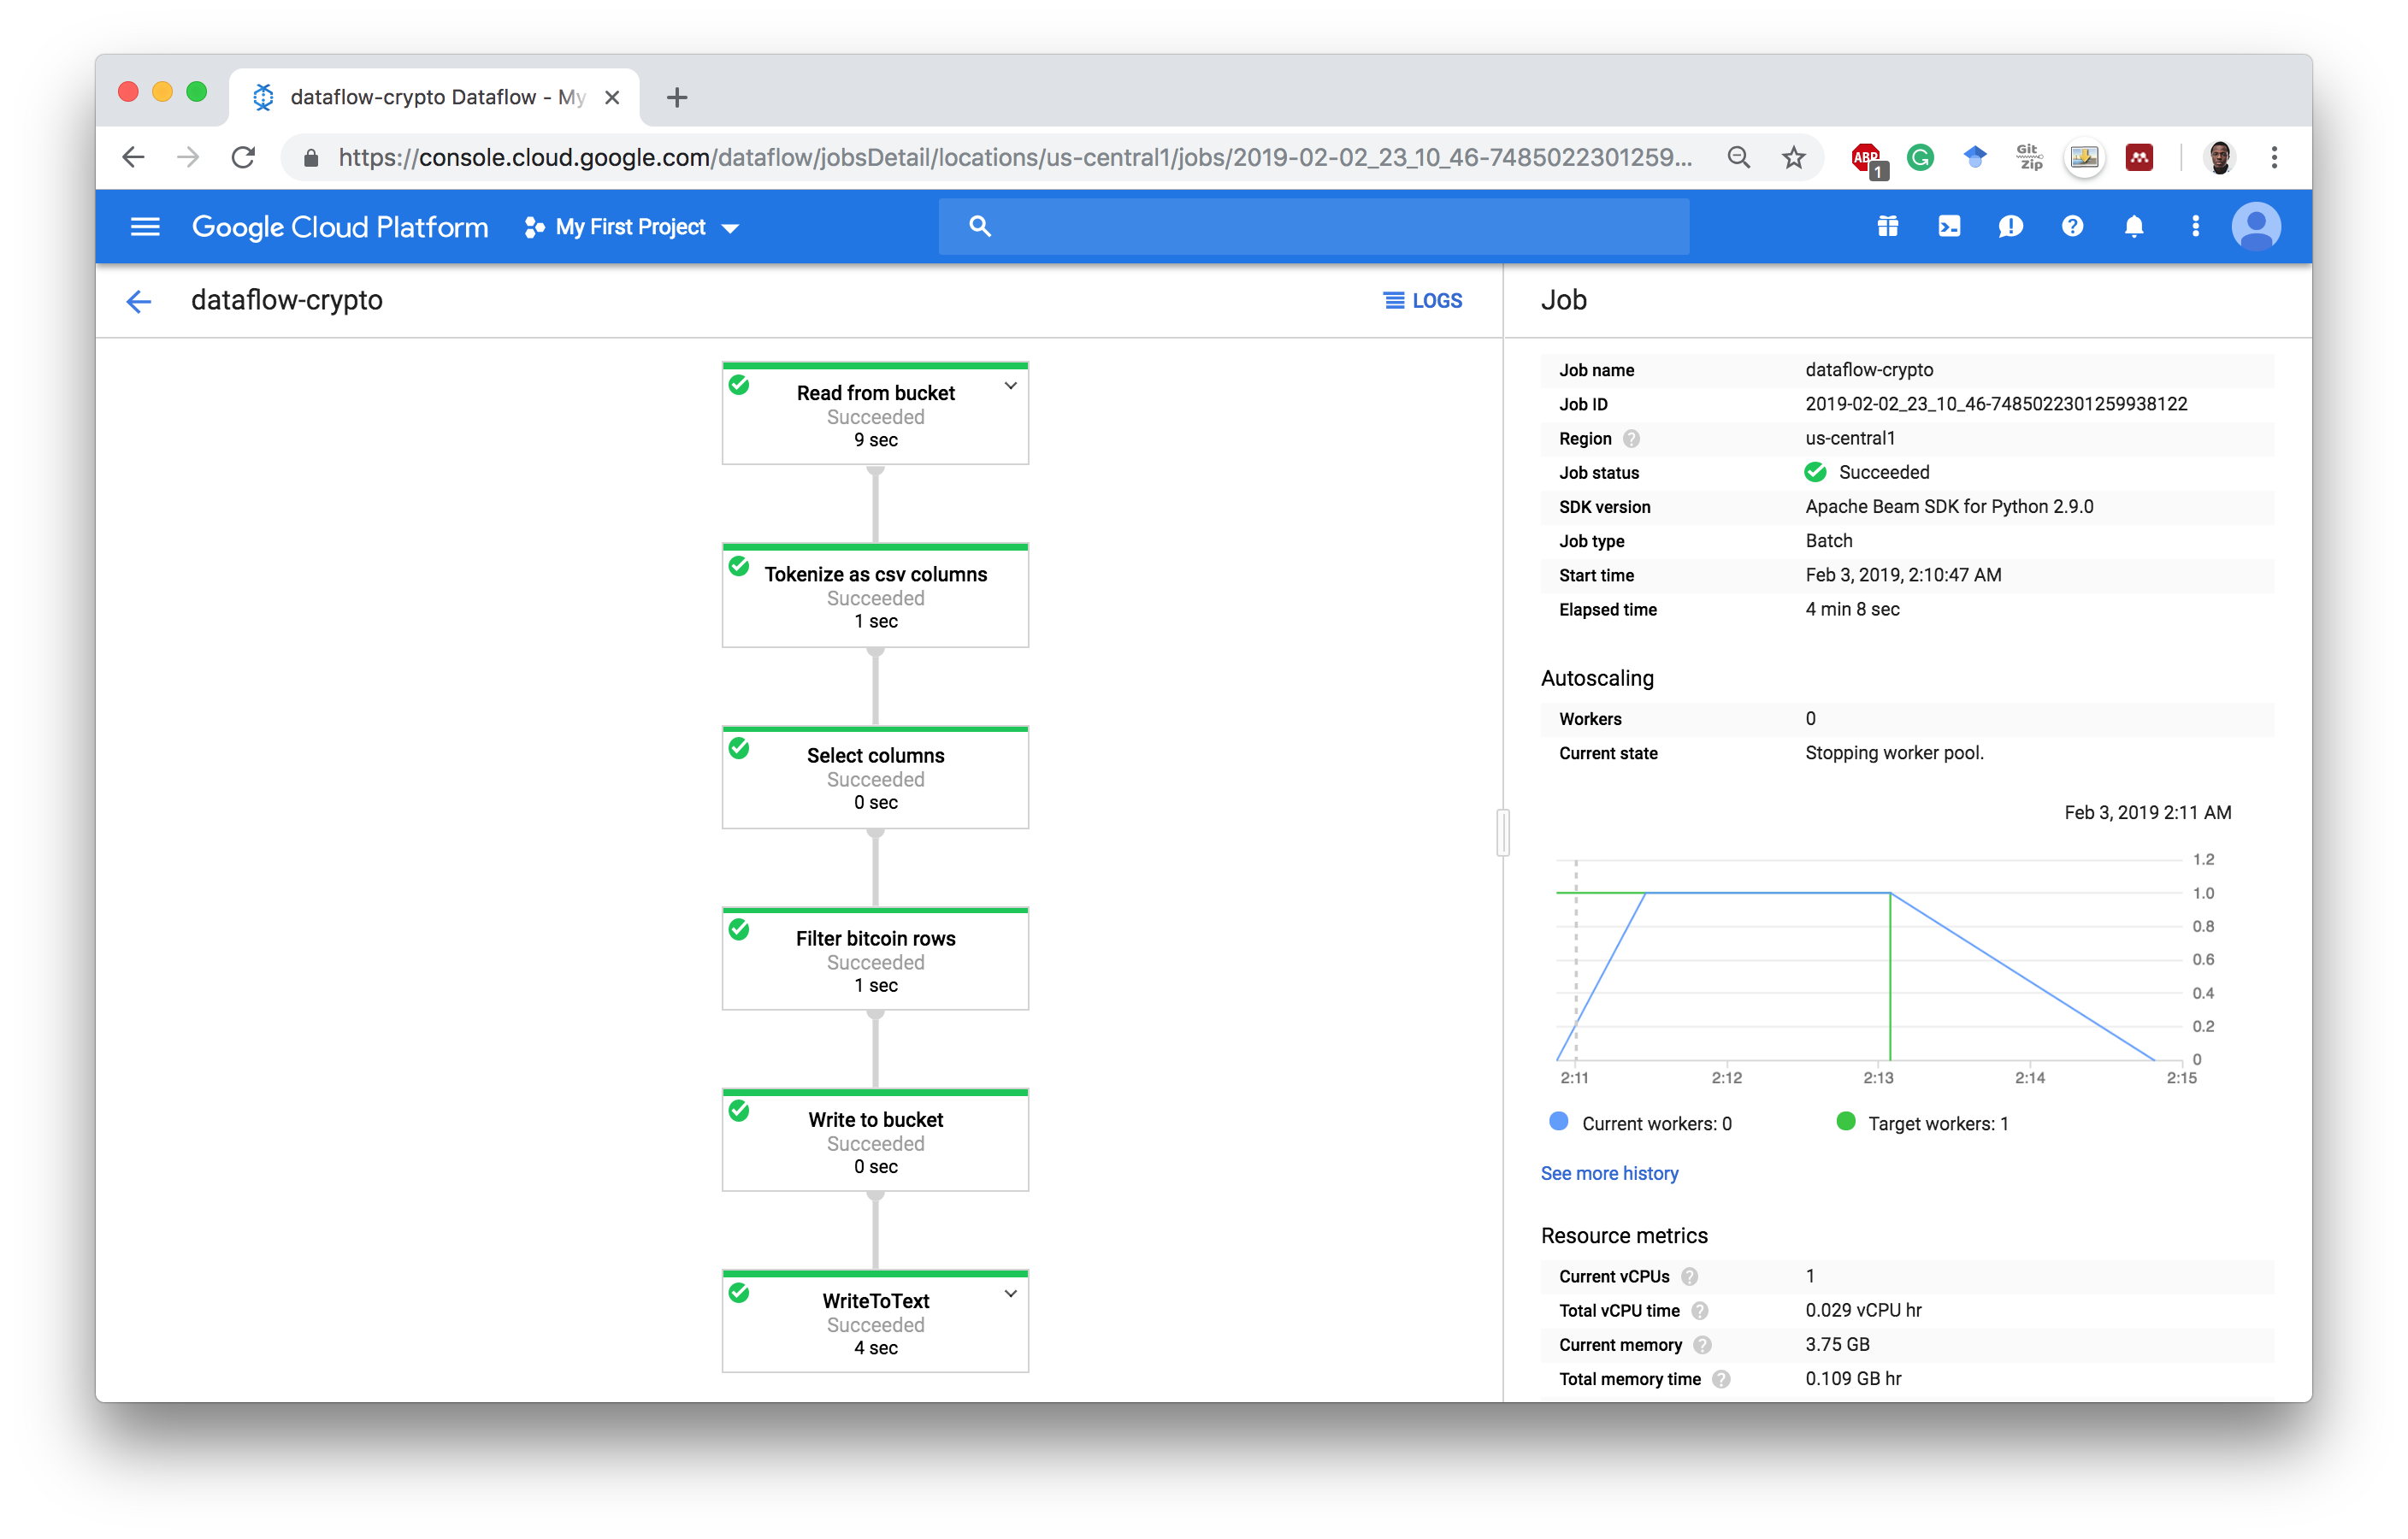 dataflow-crypto Dataflow - My
https://console.cloud.google.com/dataflow/jobsDetail/locations/us-central1/jobs/2019-02-02_23_10_46-7485022301259...
ABP
1
G
Git
Zip
Google Cloud Platform
My First Project
dataflow-crypto
LOGS
Read from bucket
Succeeded
9 sec
Tokenize as csv columns
Succeeded
1 sec
Select columns
Succeeded
0 sec
Filter bitcoin rows
Succeeded
1 sec
Write to bucket
Succeeded
0 sec
WriteToText
Succeeded
4 sec
Job
Job name dataflow-crypto
Job ID 2019-02-02_23_10_46-7485022301259938122
Region ? us-central1
Job status Succeeded
SDK version Apache Beam SDK for Python 2.9.0
Job type Batch
Start time Feb 3, 2019, 2:10:47 AM
Elapsed time 4 min 8 sec
Autoscaling
Workers 0
Current state Stopping worker pool.
Feb 3, 2019 2:11 AM
1.2
1.0
0.8
0.6
0.4
0.2
0
2:11 2:12 2:13 2:14 2:15
Current workers: 0 Target workers: 1
See more history
Resource metrics
Current vCPUs ? 1
Total vCPU time ? 0.029 vCPU hr
Current memory ? 3.75 GB
Total memory time ? 0.109 GB hr